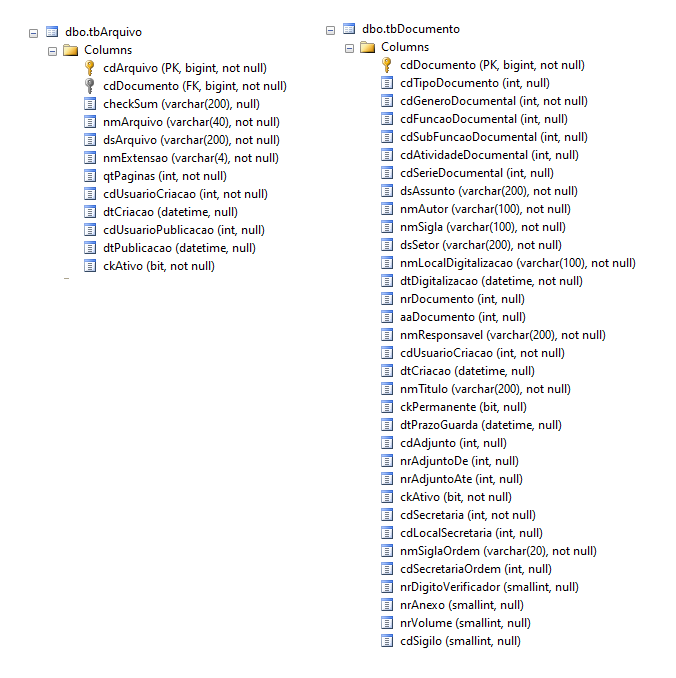 dbo.tbArquivo
Columns
cdArquivo (PK, bigint, not null)
cdDocumento (FK, bigint, not null)
checkSum (varchar(200), null)
nmArquivo (varchar(40), not null)
dsArquivo (varchar(200), not null)
nmExtensao (varchar(4), not null)
qtPaginas (int, not null)
cdUsuarioCriacao (int, not null)
dtCriacao (datetime, null)
cdUsuarioPublicacao (int, null)
dtPublicacao (datetime, null)
ckAtivo (bit, not null)
dbo.tbDocumento
Columns
cdDocumento (PK, bigint, not null)
cdTipoDocumento (int, null)
cdGeneroDocumental (int, not null)
cdFuncaoDocumental (int, null)
cdSubFuncaoDocumental (int, null)
cdAtividadeDocumental (int, null)
cdSerieDocumental (int, null)
dsAssunto (varchar(200), not null)
nmAutor (varchar(100), not null)
nmSigla (varchar(100), not null)
dsSetor (varchar(200), not null)
nmLocalDigitalizacao (varchar(100), not null)
dtDigitalizacao (datetime, not null)
nrDocumento (int, null)
aaDocumento (int, null)
nmResponsavel (varchar(200), not null)
cdUsuarioCriacao (int, not null)
dtCriacao (datetime, null)
nmTitulo (varchar(200), not null)
ckPermanente (bit, null)
dtPrazoGuarda (datetime, null)
cdAdjunto (int, null)
nrAdjuntoDe (int, null)
nrAdjuntoAte (int, null)
ckAtivo (bit, not null)
cdSecretaria (int, not null)
cdLocalSecretaria (int, null)
nmSiglaOrdem (varchar(20), not null)
cdSecretariaOrdem (int, null)
nrDigitoVerificador (smallint, null)
nrAnexo (smallint, null)
nrVolume (smallint, null)
cdSigilo (smallint, null)